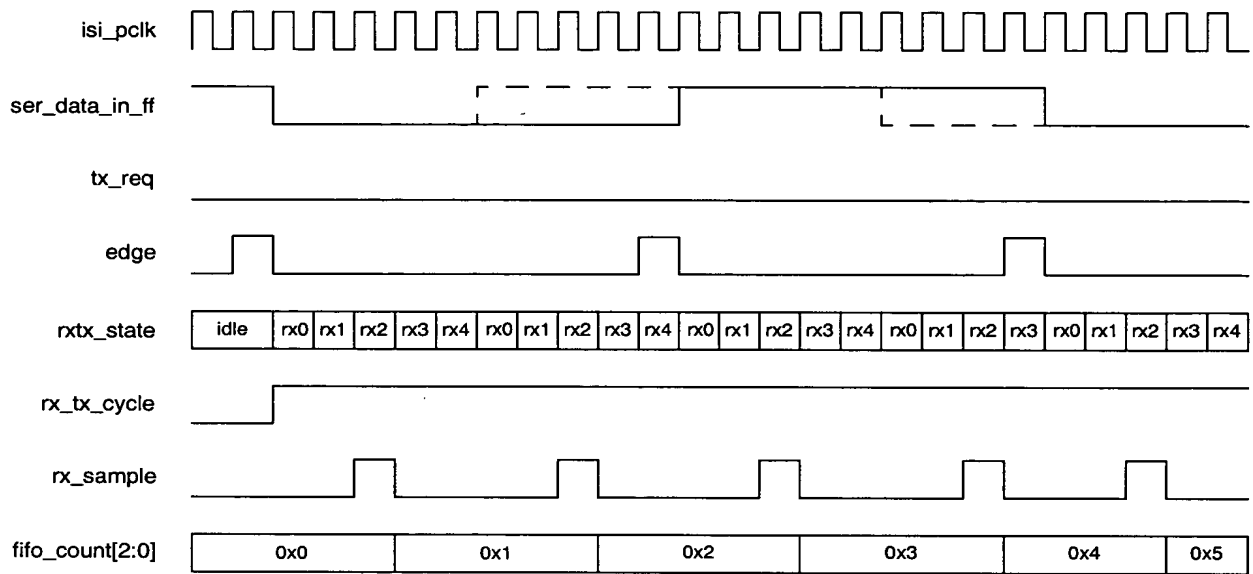 isi_pclk
ser_data_in_ff
tx_req
edge
rxtx_state idle rx0 rx1 rx2 rx3 rx4 rx0 rx1 rx2 rx3 rx4 rx0 rx1 rx2 rx3 rx4 rx0 rx1 rx2 rx3 rx0 rx1 rx2 rx3 rx4
rx_tx_cycle
rx_sample
fifo_count[2:0] 0x0 0x1 0x2 0x3 0x4 0x5